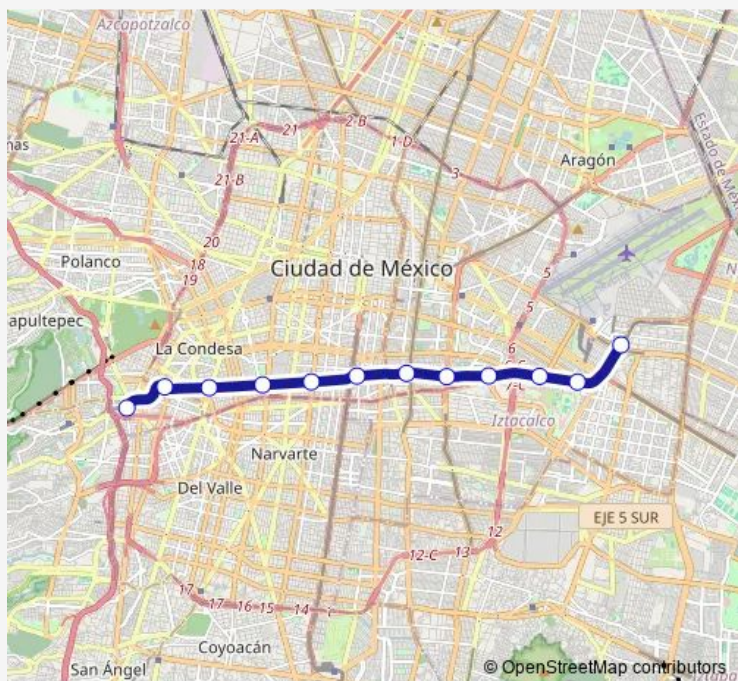 Azcapotzalco
21-A
21
2-B
1-D
21-B
3
Aragón
Estado de Méx
nas
20
Polanco
18
19
Ciudad de México
5
5
apultepec
La Condesa
6
Iztacalco
Narvarte
Del Valle
EJE 5 SUR
12
12-C
13
17
17
16
15
14
Coyoacán
San Ángel
© OpenStreetMap contributors